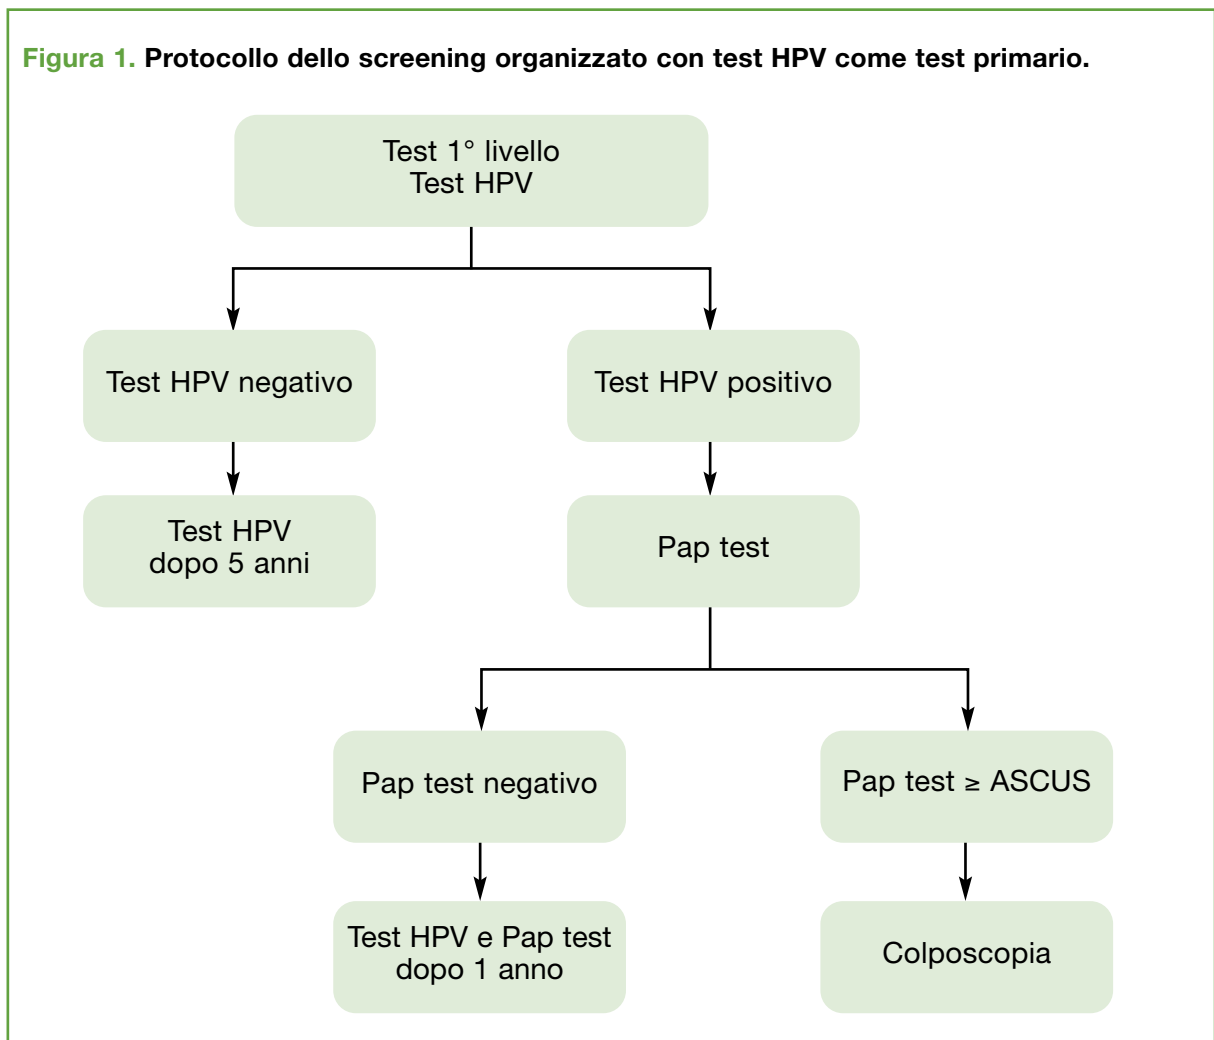 Figura 1. Protocollo dello screening organizzato con test HPV come test primario.
Test 1° livello
Test HPV
Test HPV negativo
Test HPV positivo
Test HPV
dopo 5 anni
Pap test
Pap test negativo
Pap test ≥ ASCUS
Test HPV e Pap test
dopo 1 anno
Colposcopia